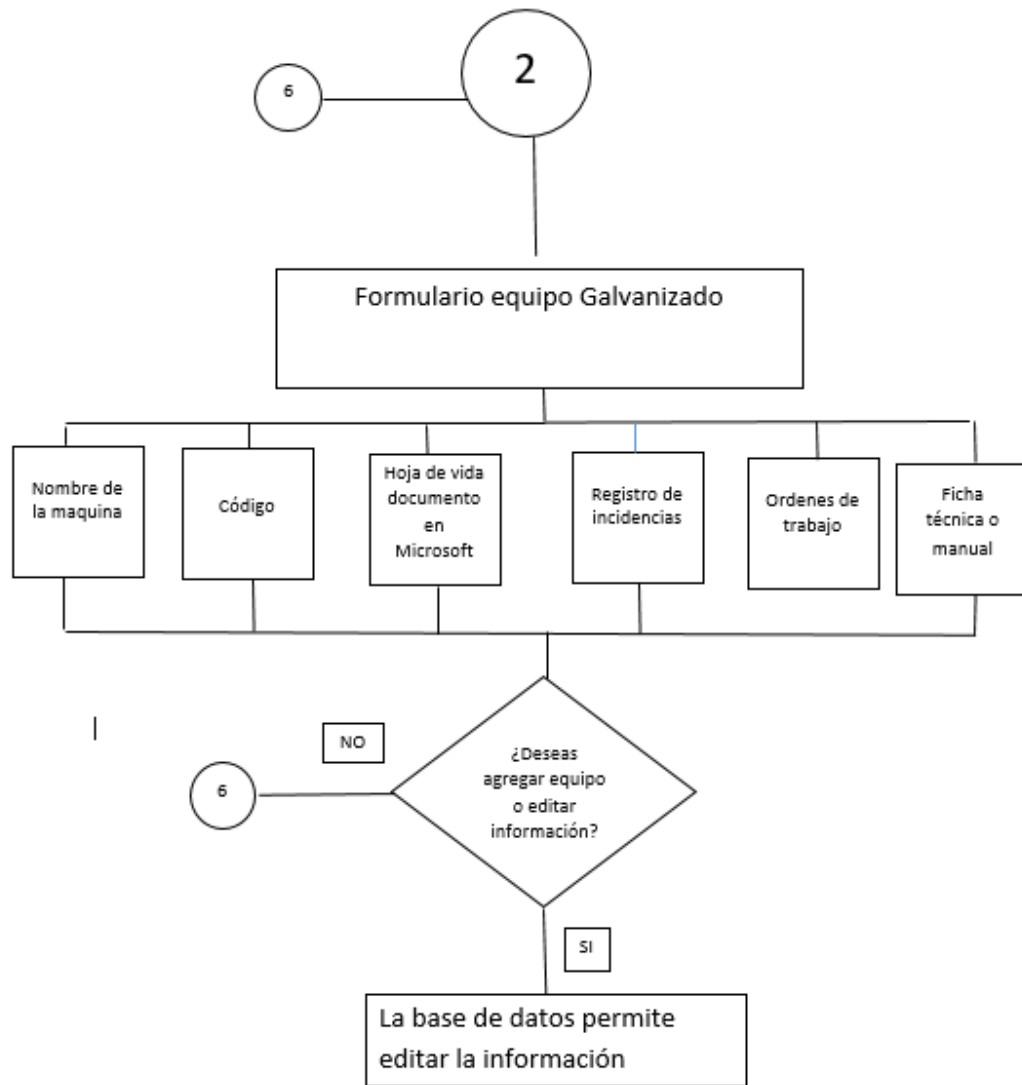 2
6
Formulario equipo Galvanizado
Nombre de
la maquina
Código
Hoja de vida
documento
en
Microsoft
Registro de
incidencias
Ordenes de
trabajo
Ficha
técnica o
manual
NO
¿Deseas
agregar equipo
o editar
información?
6
SI
La base de datos permite
editar la información